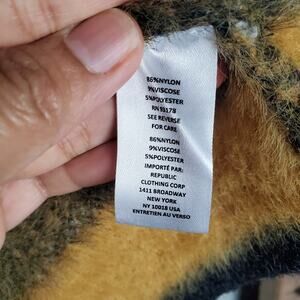 86%NYLON
9%VISCOSE
5%POLYESTER
RN 93178
SEE REVERSE
FOR CARE
86%NYLON
9%VISCOSE
5%POLYESTER
IMPORTÉ PAR:
REPUBLIC
CLOTHING CORP
1411 BROADWAY
NEW YORK
NY 10018 USA
ENTRETIEN AU VERSO